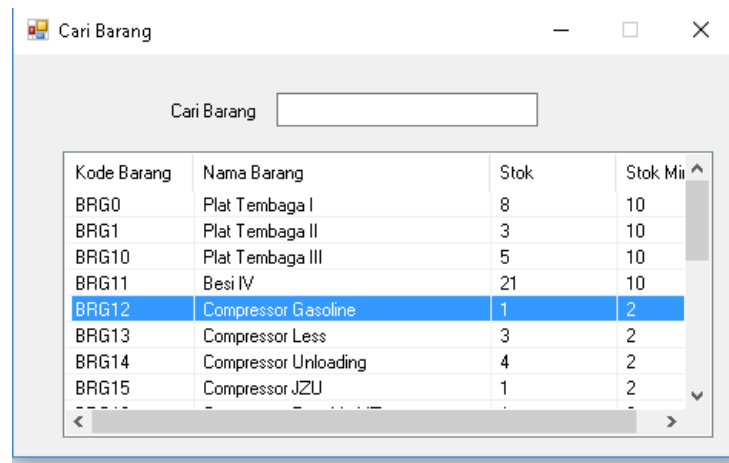 Cari Barang
Cari Barang
Kode Barang Nama Barang Stok Stok Mi
BRG0 Plat Tembaga I 8 10
BRG1 Plat Tembaga II 3 10
BRG10 Plat Tembaga III 5 10
BRG11 Besi IV 21 10
BRG12 Compressor Gasoline 1 2
BRG13 Compressor Less 3 2
BRG14 Compressor Unloading 4 2
BRG15 Compressor JZU 1 2